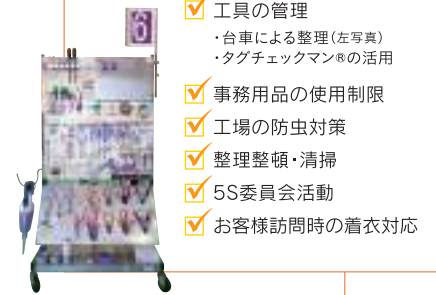 6
工具の管理
・台車による整理(左写真)
・タグチェックマン®の活用
事務用品の使用制限
工場の防虫対策
整理整頓・清掃
5S委員会活動
お客様訪問時の着衣対応